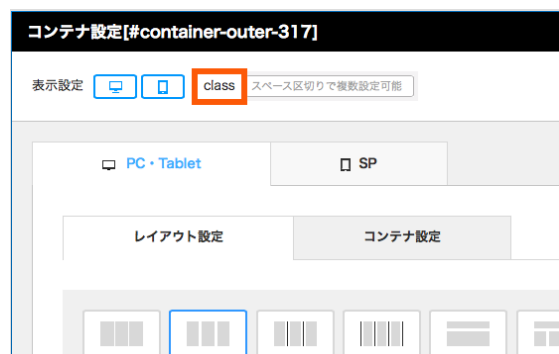 コンテナ設定[#container-outer-317]
表示設定 class スペース区切りで複数設定可能
PC・Tablet SP
レイアウト設定 コンテナ設定